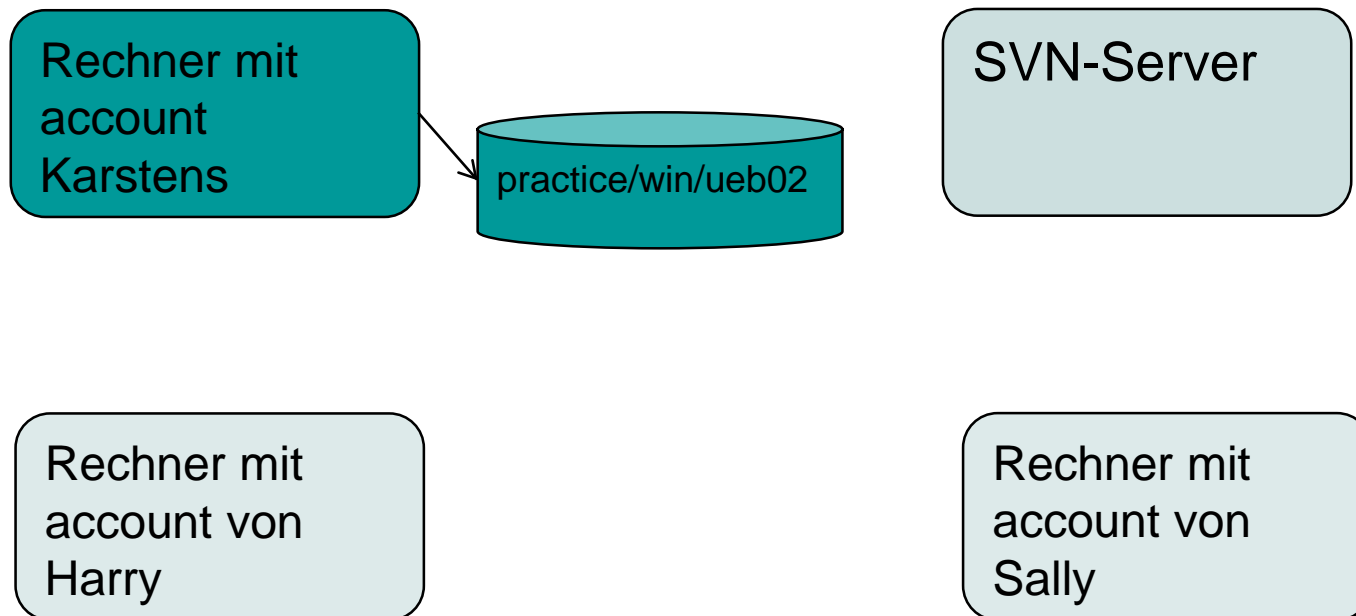 Rechner mit
account
Karstens
practice/win/ueb02
SVN-Server
Rechner mit
account von
Harry
Rechner mit
account von
Sally